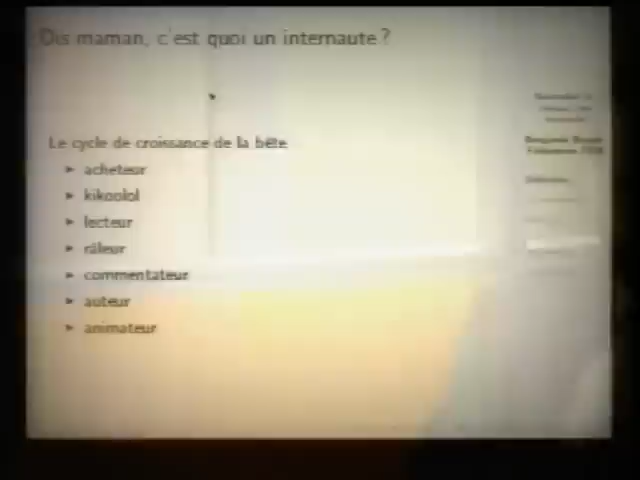 Dis maman, c'est quoi un internaute ?
Le cycle de croissance de la bête
acheteur
kikoolol
lecteur
râleur
commentateur
auteur
animateur